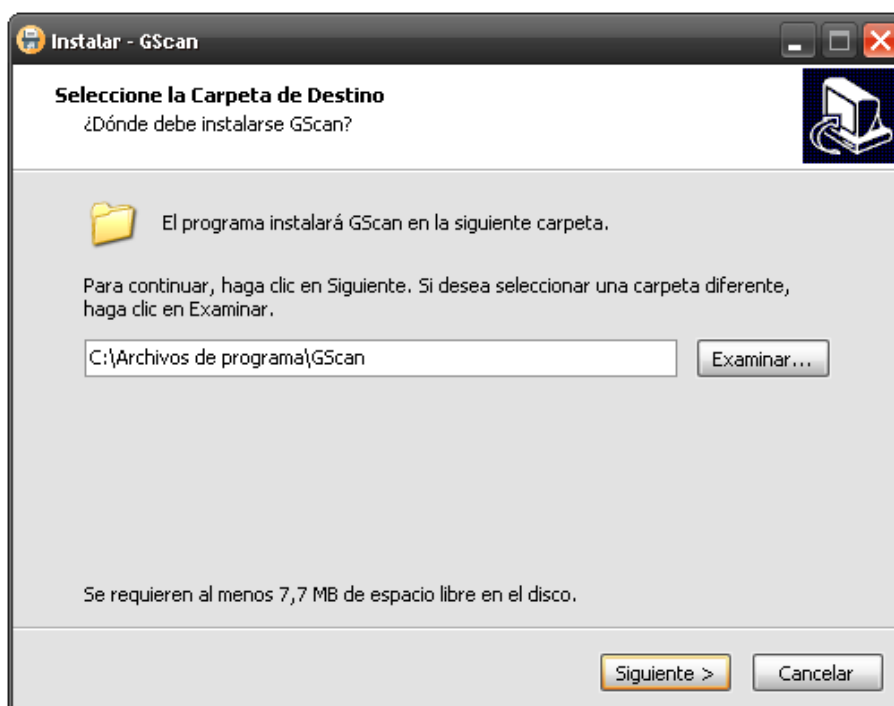 Instalar - GScan
Seleccione la Carpeta de Destino
¿Dónde debe instalarse GScan?
El programa instalará GScan en la siguiente carpeta.
Para continuar, haga clic en Siguiente. Si desea seleccionar una carpeta diferente,
haga clic en Examinar.
C:\Archivos de programa\GScan
Examinar...
Se requieren al menos 7,7 MB de espacio libre en el disco.
Siguiente >
Cancelar